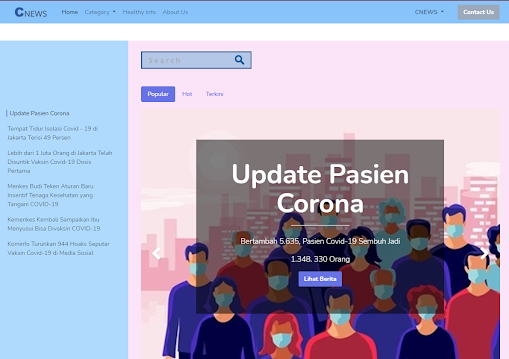 CNEWS Home Category Healthy Info About Us CNEWS Contact Us
Search
Popular Hot Terkini
Update Pasien Corona
Tempat Tidur Isolasi Covid - 19 di
Jakarta Terisi 49 Persen
Lebih dari 1 Juta Orang di Jakarta Telah
Disuntik Vaksin Covid-19 Dosis
Pertama
Menkes Budi Teken Aturan Baru
Insentif Tenaga Kesehatan yang
Tangani COVID-19
Kemenkes Kembali Sampaikan Ibu
Menyusui Bisa Divaksin COVID-19
Kominfo Turunkan 944 Hoaks Seputar
Vaksin Covid-19 di Media Sosial
Update Pasien
Corona
Bertambah 5.635, Pasien Covid-19 Sembuh Jadi
1.348. 330 Orang
Lihat Berita